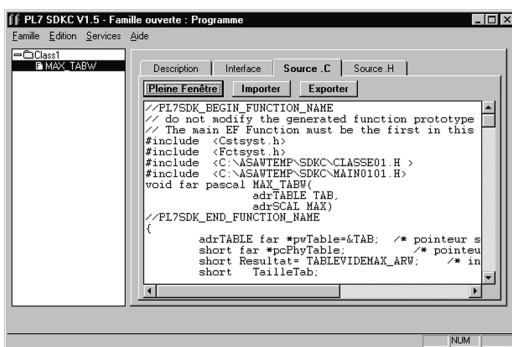 PL7 SDKC V1.5 - Famille ouverte : Programme
Famille Edition Services Aide
Class1
MAX_TABW
Description Interface Source .C Source .H
Pleine Fenêtre Importer Exporter
//PL7SDK_BEGIN_FUNCTION_NAME
// do not modify the generated function prototype
// The main EF Function must be the first in this
#include <Cstsyst.h>
#include <Fctsyst.h>
#include <C:\ASAWTEMP\SDKC\CLASSE01.H >
#include <C:\ASAWTEMP\SDKC\MAIN0101.H>
void far pascal MAX_TABW(
adrTABLE TAB,
adrSCAL MAX)
//PL7SDK_END_FUNCTION_NAME
{
adrTABLE far *pwTable=&TAB; /* pointeur s
short far *pcPhyTable; /* pointeu
short Resultat= TABLEVIDEMAX_ARW; /* in
short TailleTab;
NUM